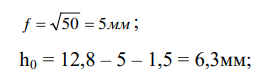 f = √50 = 5мм ;
h₀ = 12,8 – 5 – 1,5 = 6,3мм;